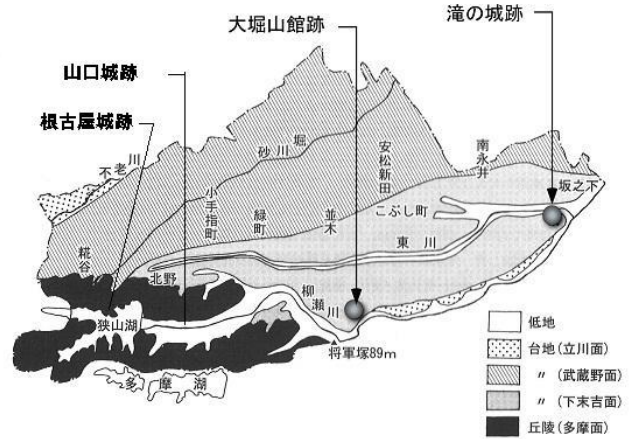 滝の城跡
大堀山館跡
山口城跡
根古屋城跡
不老川
砂川堀
小手指町
緑町
並木
安松新田
南永井
坂之下
こぶし町
東川
糀谷
北野
柳瀬川
狭山湖
将軍塚89m
多摩湖
低地
台地(立川面)
〃(武蔵野面)
〃(下末吉面)
丘陵(多摩面)